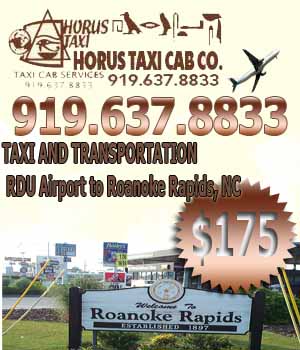 HORUS
TAXI
HORUS TAXI CAB CO.
TAXI CAB SERVICES
919.637.8833
919.637.8833
919.637.8833
TAXI AND TRANSPORTATION
RDU Airport to Roanoke Rapids, NC
$175
Welcome To
Roanoke Rapids
ESTABLISHED 1897